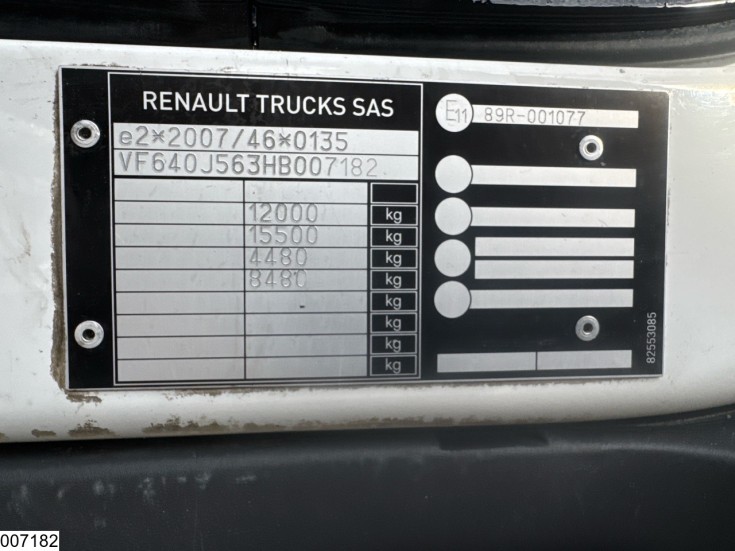 RENAULT TRUCKS SAS
e2*2007/46*0135
VF640J563HB007182
12000 kg
15500 kg
4480 kg
8480 kg
kg
kg
kg
kg
E11 89R-001077
82553085
007182